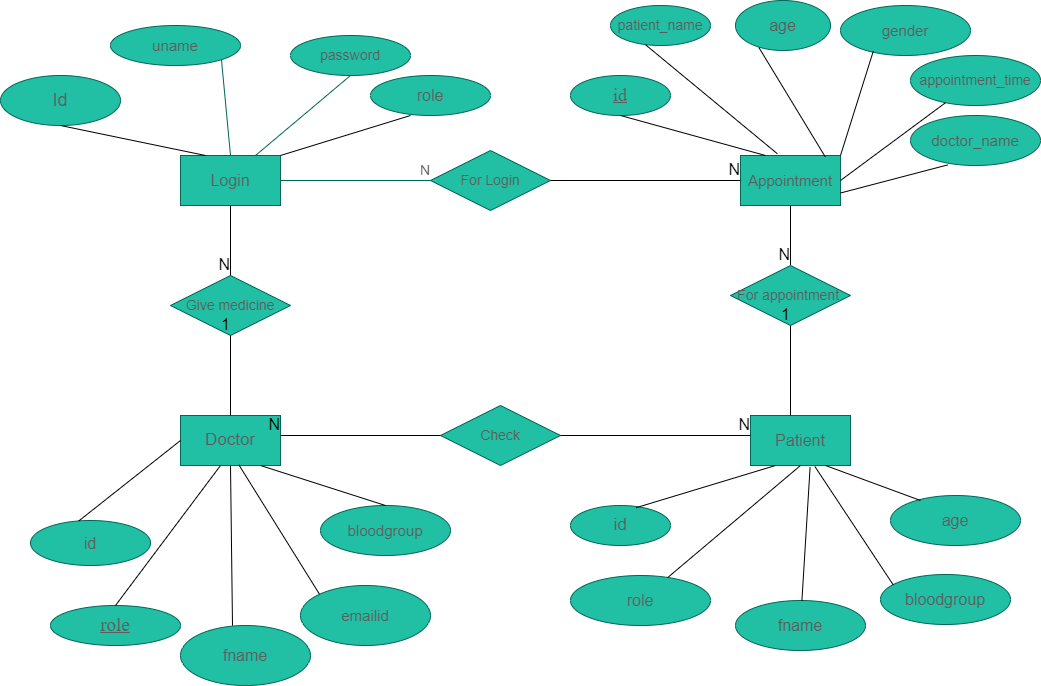 patient_name
age
gender
uname
password
appointment_time
Id
role
id
doctor_name
N
N
Login
For Login
Appointment
N
N
Give medicine
For appointment
1
1
N
N
Doctor
Check
Patient
id
bloodgroup
id
age
role
emailid
role
bloodgroup
fname
fname